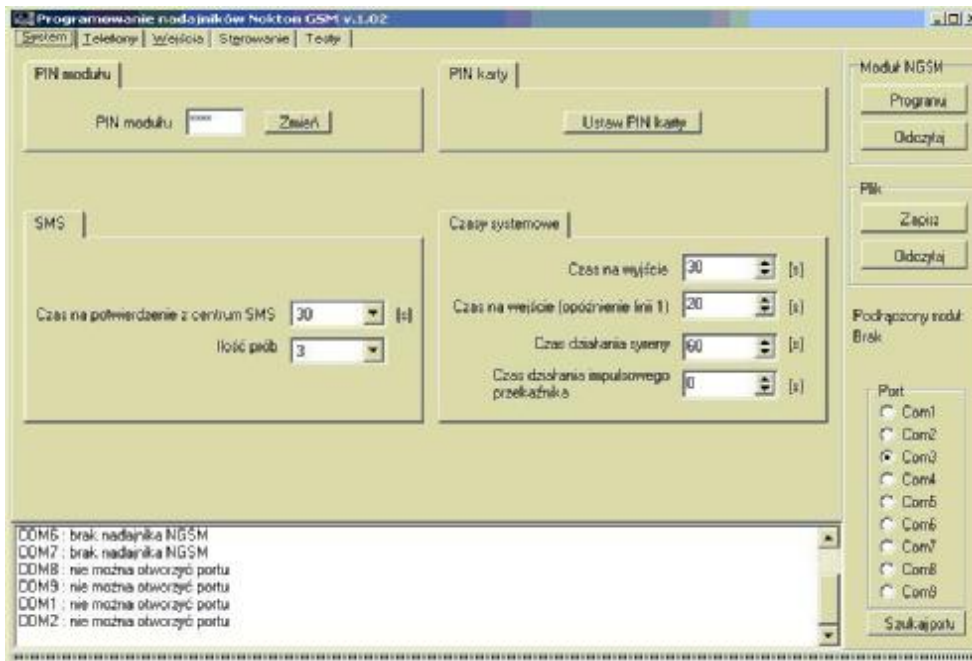 Programowanie nadajników Nokton GSM v.1.02
System Telefony Wejścia Sterowanie Testy
PIN modułu
PIN modułu **** Zmień
PIN karty
Ustaw PIN karty
SMS
Czas na potwierdzenie z centrum SMS 30 [s]
Ilość prób 3
Czasy systemowe
Czas na wyjście 30 [s]
Czas na wejście (opóźnienie linii 1) 20 [s]
Czas działania syreny 60 [s]
Czas działania impulsowego
przekaźnika 0 [s]
Moduł NGSM
Programuj
Odczytaj
Plik
Zapisz
Odczytaj
Podłączony moduł:
Brak
Port
Com1
Com2
Com3
Com4
Com5
Com6
Com7
Com8
Com9
Szukaj portu
COM6 : brak nadajnika NGSM
COM7 : brak nadajnika NGSM
COM8 : nie można otworzyć portu
COM9 : nie można otworzyć portu
COM1 : nie można otworzyć portu
COM2 : nie można otworzyć portu